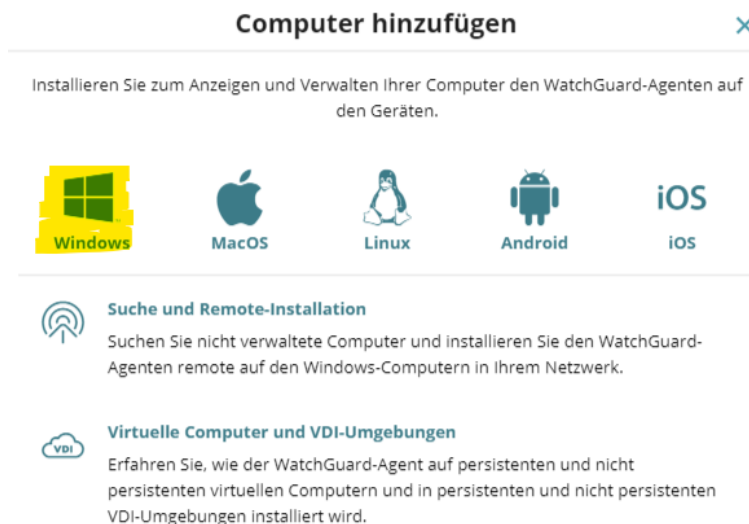 Computer hinzufügen
Installieren Sie zum Anzeigen und Verwalten Ihrer Computer den WatchGuard-Agenten auf
den Geräten.
iOS
Windows
MacOS
Linux
Android
iOS
Suche und Remote-Installation
Suchen Sie nicht verwaltete Computer und installieren Sie den WatchGuard-
Agenten remote auf den Windows-Computern in Ihrem Netzwerk.
VDI
Virtuelle Computer und VDI-Umgebungen
Erfahren Sie, wie der WatchGuard-Agent auf persistenten und nicht
persistenten virtuellen Computern und in persistenten und nicht persistenten
VDI-Umgebungen installiert wird.